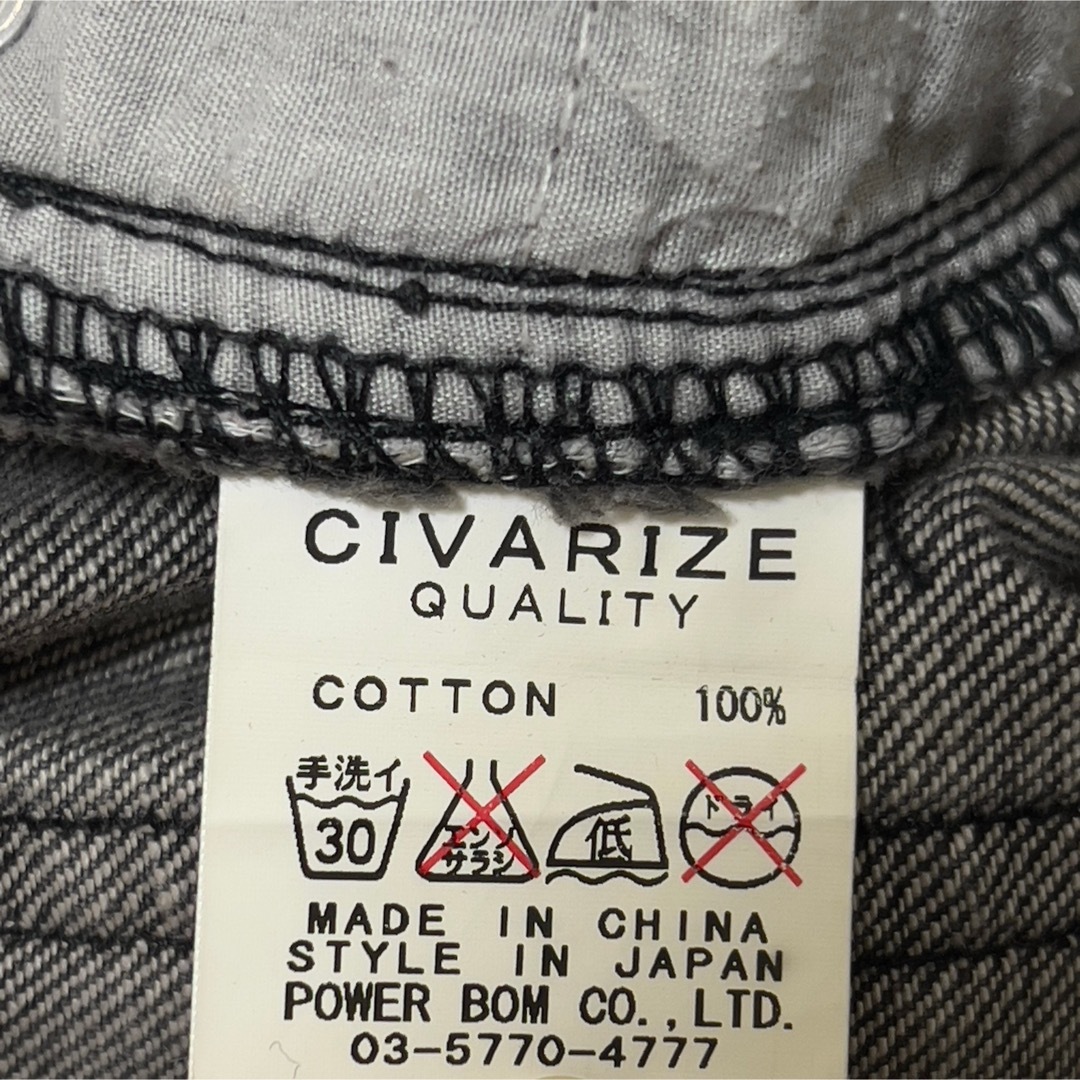 CIVARIZE
QUALITY
COTTON 100%
手洗イ
30
エンソ
サラシ
低
ドライ
MADE IN CHINA
STYLE IN JAPAN
POWER BOM CO.,LTD.
03-5770-4777